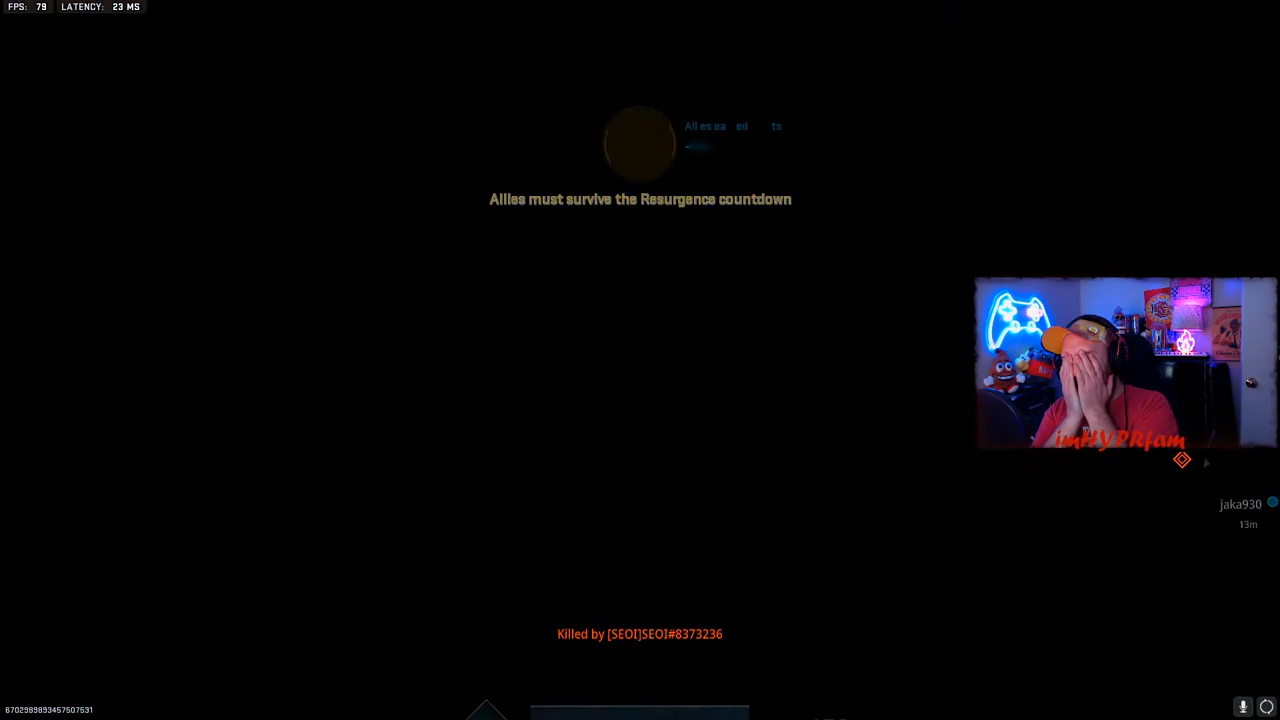 FPS: 79 LATENCY: 23 MS
Allies must survive the Resurgence countdown
imHYPRfam
jaka930
13m
Killed by [SEOI]SEOI#8373236
6702989893457507531